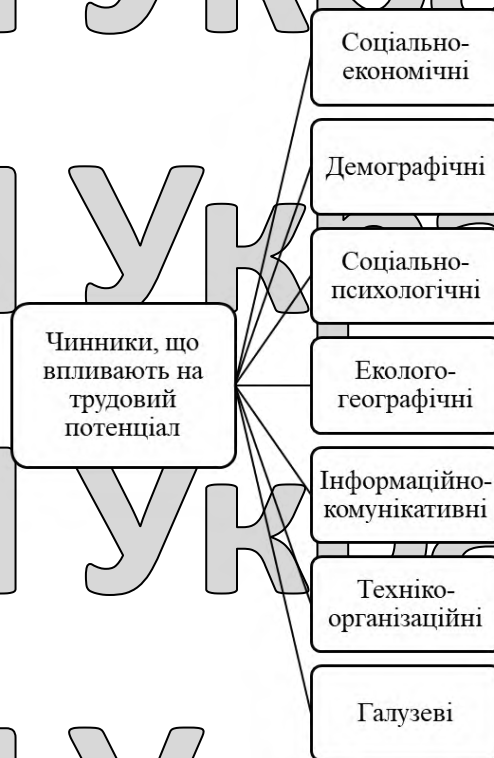 Соціально-
економічні
Демографічні
Соціально-
психологічні
Чинники, що
впливають на
трудовий
потенціал
Еколого-
географічні
Інформаційно-
комунікативні
Техніко-
організаційні
Галузеві